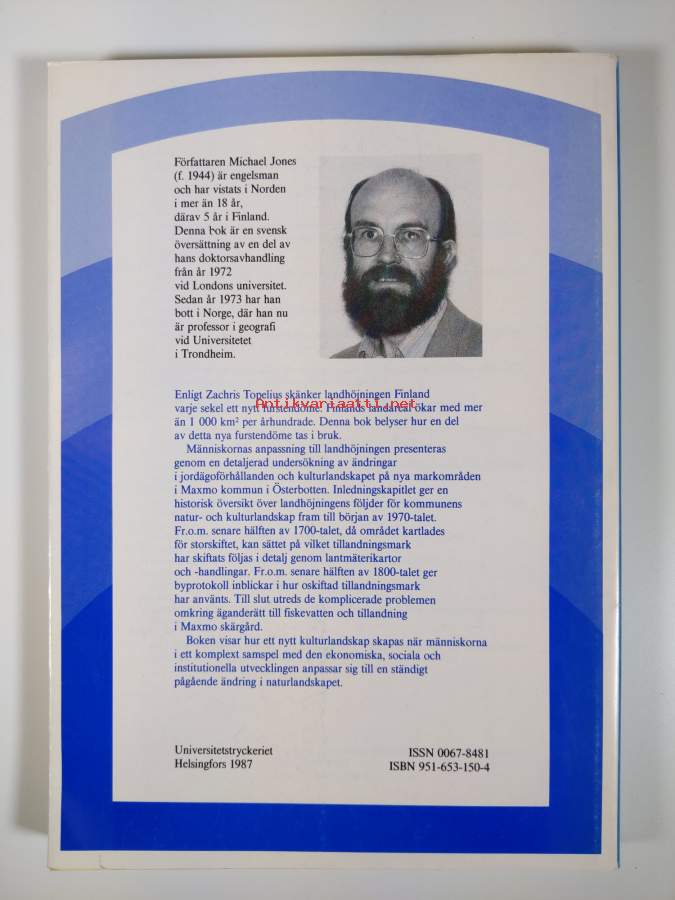 Författaren Michael Jones
(f. 1944) är engelsman
och har vistats i Norden
i mer än 18 år,
därav 5 år i Finland.
Denna bok är en svensk
översättning av en del av
hans doktorsavhandling
från år 1972
vid Londons universitet.
Sedan år 1973 har han
bott i Norge, där han nu
är professor i geografi
vid Universitetet
i Trondheim.
Enligt Zachris Topelius skänker landhöjningen Finland
Antikvariaatti.net
varje sekel ett nytt furstendöme. Finlands landareal ökar med mer
än 1 000 km² per århundrade. Denna bok belyser hur en del
av detta nya furstendöme tas i bruk.
Människornas anpassning till landhöjningen presenteras
genom en detaljerad undersökning av ändringar
i jordägoförhållanden och kulturlandskapet på nya markområden
i Maxmo kommun i Österbotten. Inledningskapitlet ger en
historisk översikt över landhöjningens följder för kommunens
natur- och kulturlandskap fram till början av 1970-talet.
Fr.o.m. senare hälften av 1700-talet, då området kartlades
för storskiftet, kan sättet på vilket tillandningsmark
har skiftats följas i detalj genom lantmäterikartor
och -handlingar. Fr.o.m. senare hälften av 1800-talet ger
byprotokoll inblickar i hur oskiftad tillandningsmark
har använts. Till slut utreds de komplicerade problemen
omkring äganderätt till fiskevatten och tillandning
i Maxmo skärgård.
Boken visar hur ett nytt kulturlandskap skapas när människorna
i ett komplext samspel med den ekonomiska, sociala och
institutionella utvecklingen anpassar sig till en ständigt
pågående ändring i naturlandskapet.
Universitetstryckeriet
Helsingfors 1987
ISSN 0067-8481
ISBN 951-653-150-4